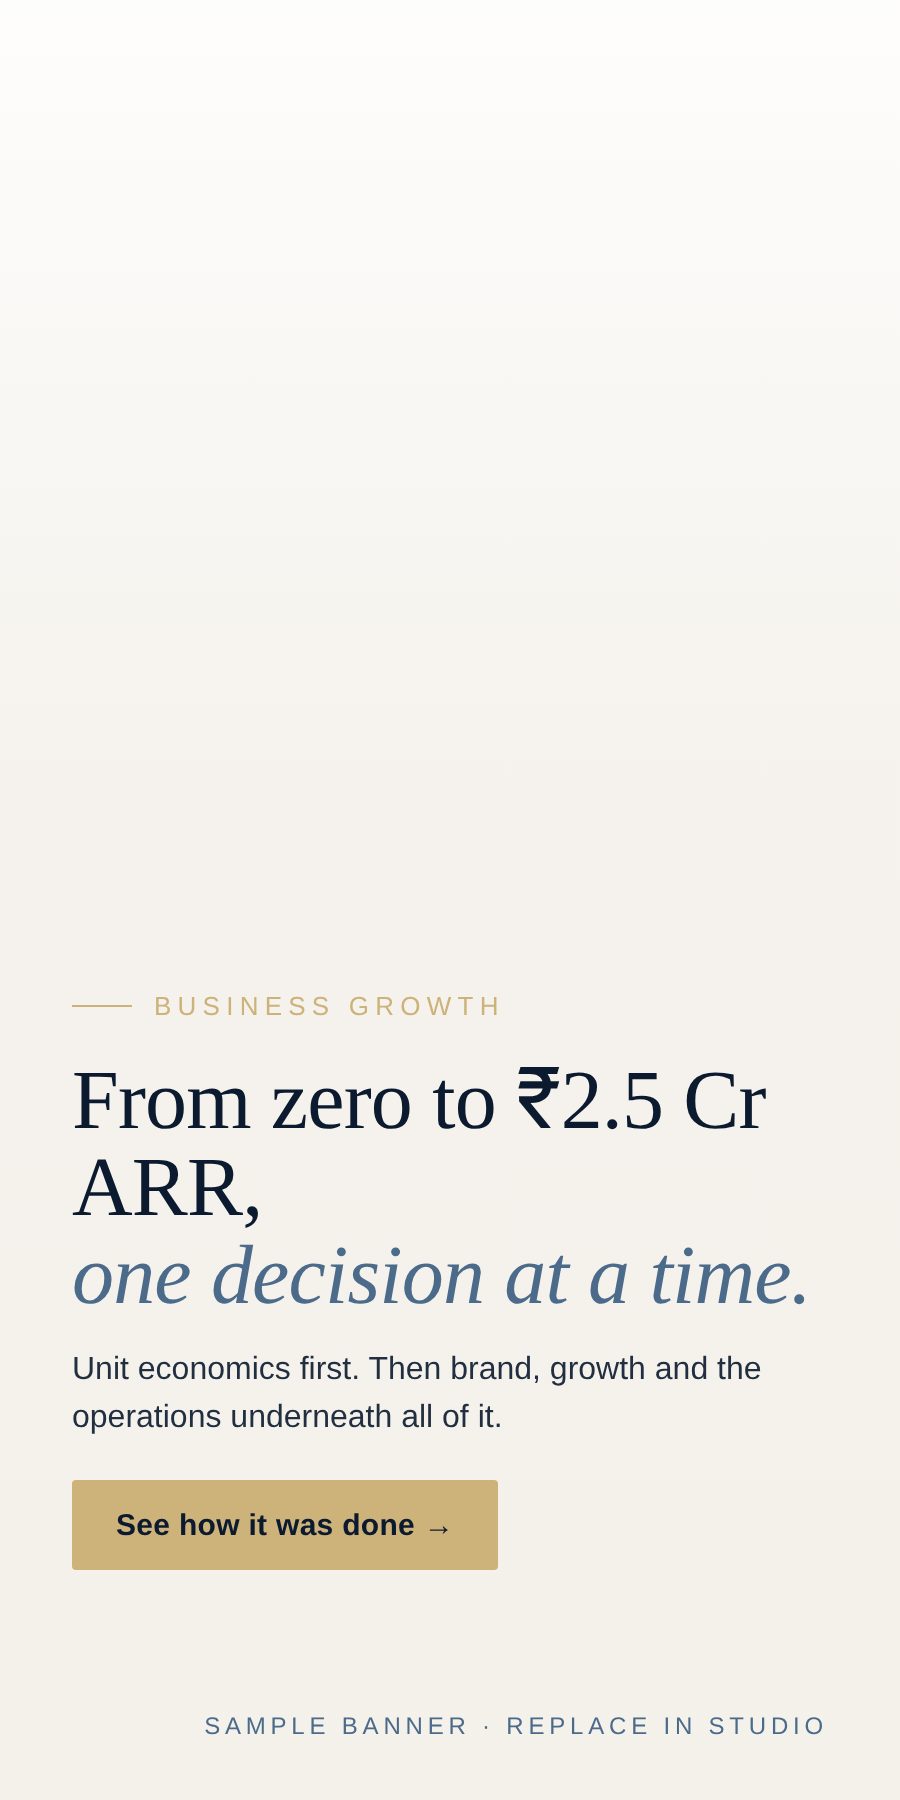 BUSINESS GROWTH
From zero to ₹2.5 Cr
ARR,
one decision at a time.
Unit economics first. Then brand, growth and the
operations underneath all of it.
See how it was done →
SAMPLE BANNER · REPLACE IN STUDIO